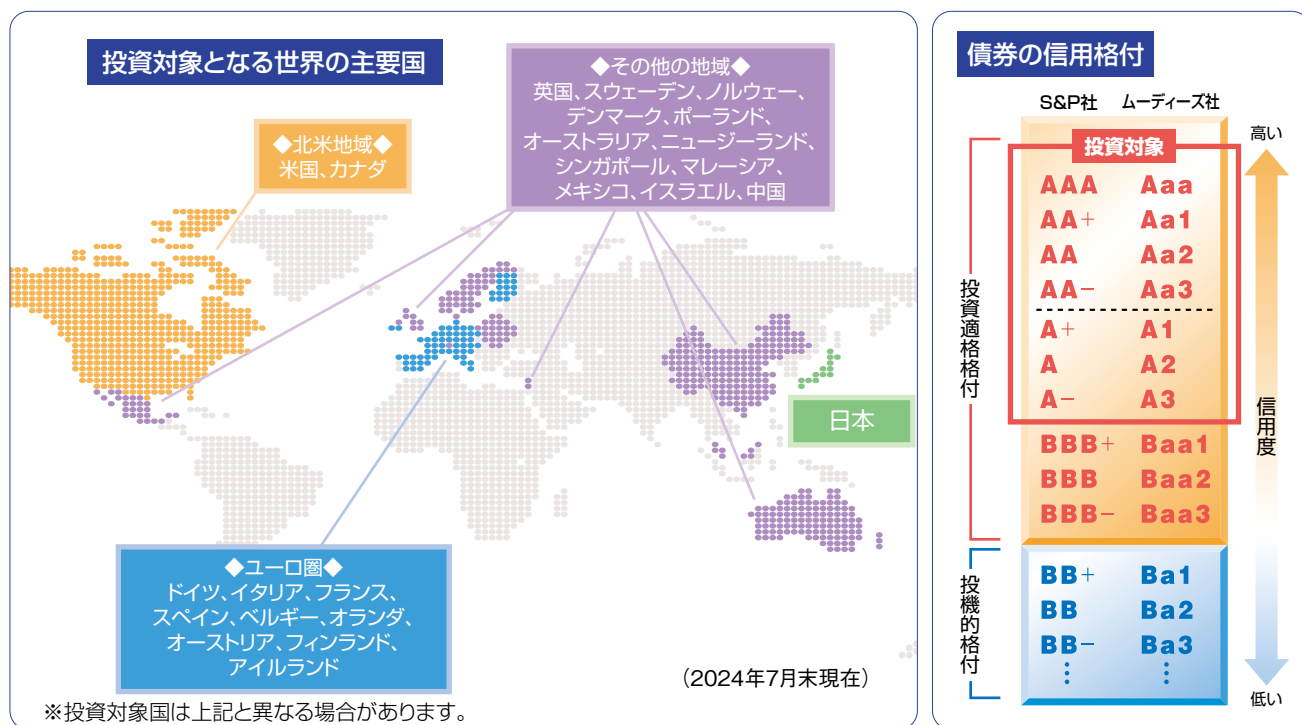 投資対象となる世界の主要国
◆北米地域◆
米国、カナダ
◆その他の地域◆
英国、スウェーデン、ノルウェー、
デンマーク、ポーランド、
オーストラリア、ニュージーランド、
シンガポール、マレーシア、
メキシコ、イスラエル、中国
日本
◆ユーロ圏◆
ドイツ、イタリア、フランス、
スペイン、ベルギー、オランダ、
オーストリア、フィンランド、
アイルランド
(2024年7月末現在)
※投資対象国は上記と異なる場合があります。
債券の信用格付
S&P社 ムーディーズ社
投資対象
AAA Aaa
AA+ Aa1
AA Aa2
AA− Aa3
A+ A1
A A2
A− A3
BBB+ Baa1
BBB Baa2
BBB− Baa3
BB+ Ba1
BB Ba2
BB− Ba3
⋮ ⋮
投資適格格付
投機的格付
高い
信用度
低い